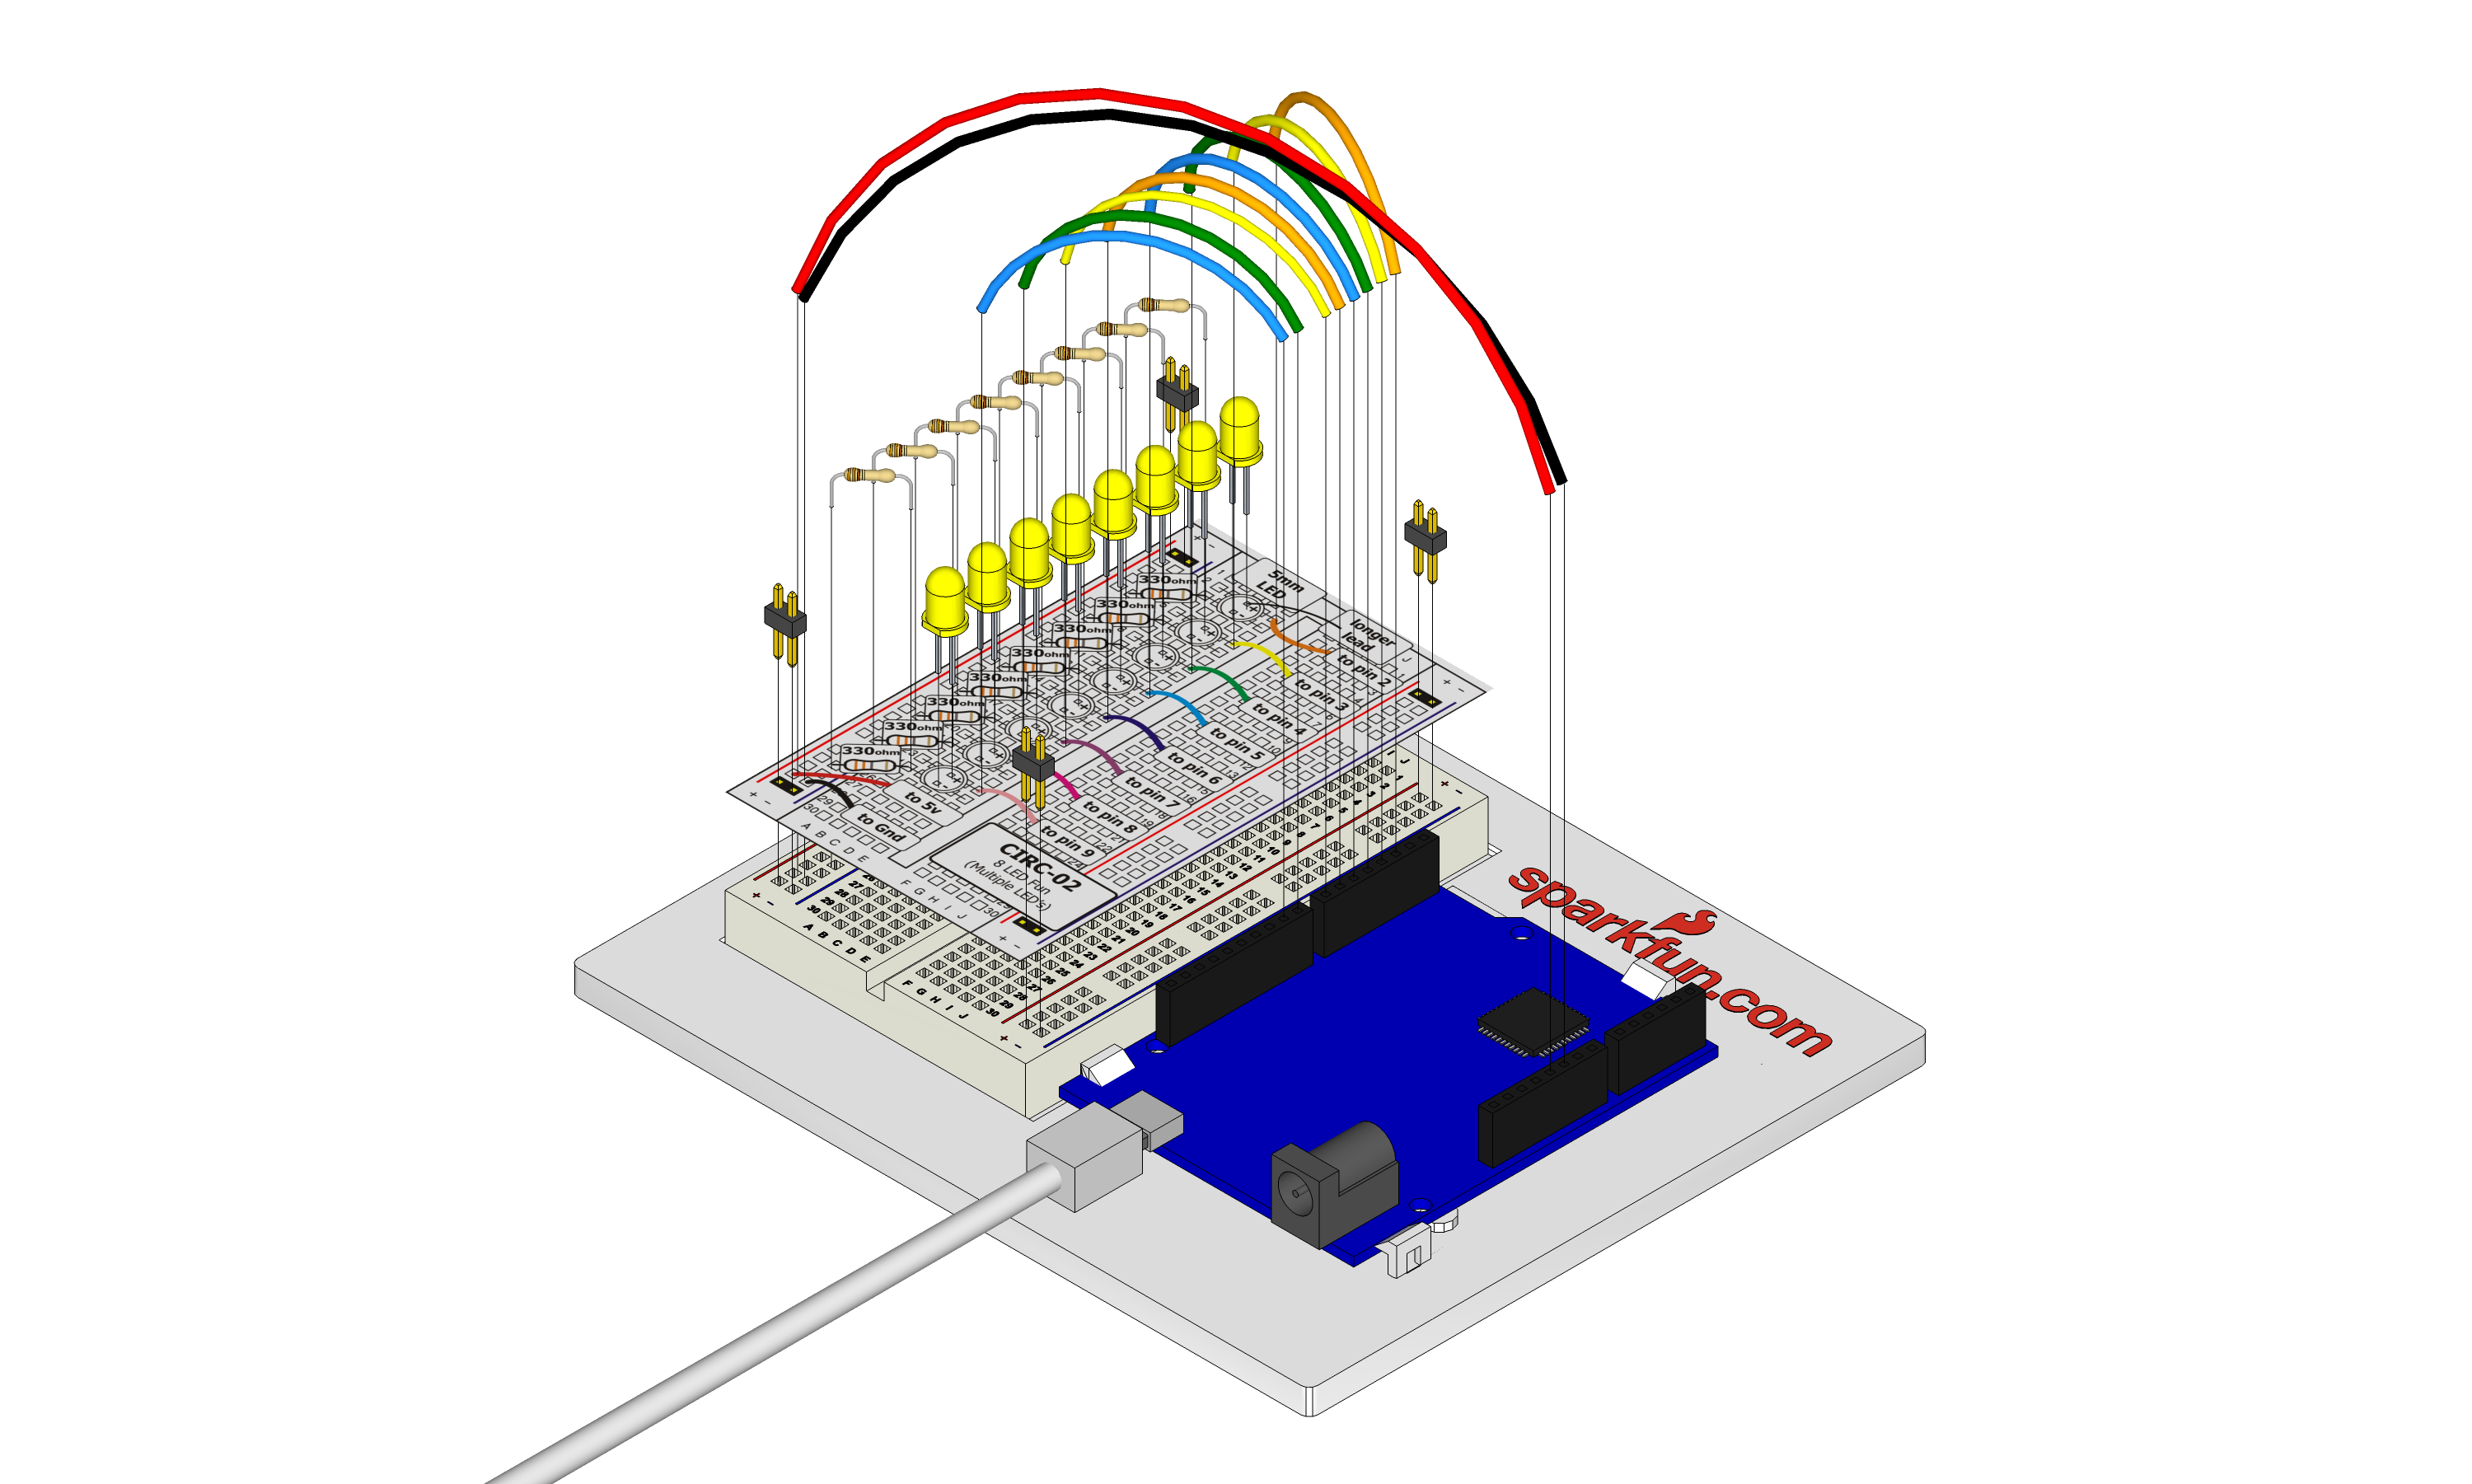 5mm
LED
longer
lead
330ohm
330ohm
330ohm
330ohm
330ohm
330ohm
330ohm
330ohm
to pin 2
to pin 3
to pin 4
to pin 5
to pin 6
to pin 7
to pin 8
to pin 9
to 5v
to Gnd
CIRC-02
8 LED Fun
(Multiple LED's)
A B C D E
F G H I J
+ -
+ -
A B C D E
F G H I J
+ -
+ -
sparkfun.com